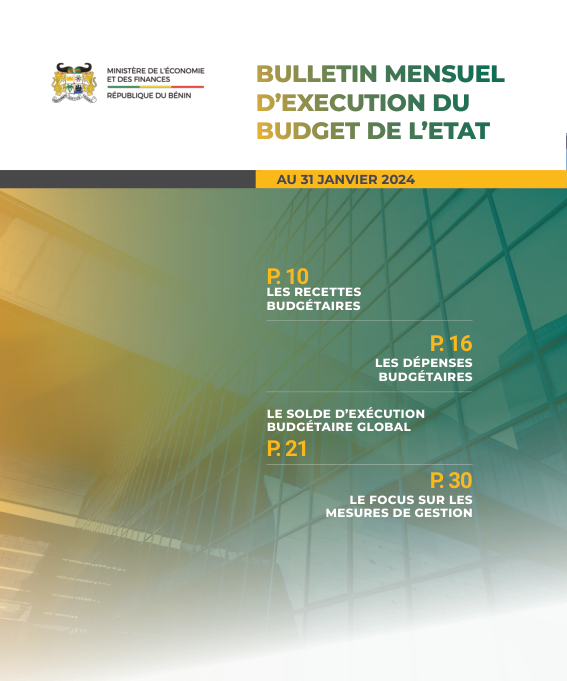 MINISTÈRE DE L'ÉCONOMIE
ET DES FINANCES
RÉPUBLIQUE DU BÉNIN
BULLETIN MENSUEL
D'EXECUTION DU
BUDGET DE L'ETAT
AU 31 JANVIER 2024
P. 10
LES RECETTES
BUDGÉTAIRES
P. 16
LES DÉPENSES
BUDGÉTAIRES
LE SOLDE D'EXÉCUTION
BUDGÉTAIRE GLOBAL
P. 21
P. 30
LE FOCUS SUR LES
MESURES DE GESTION